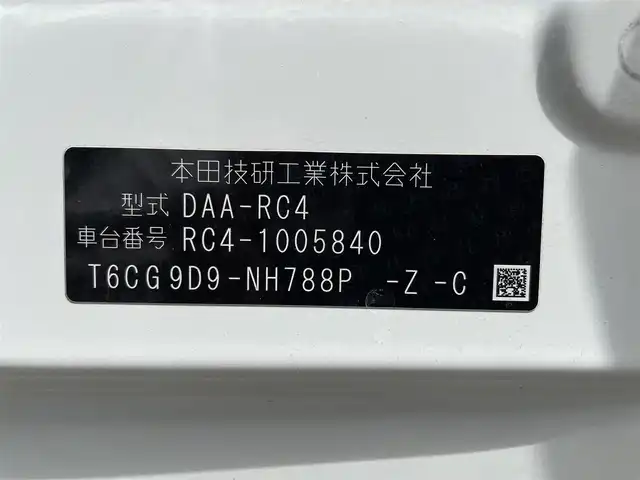 本田技研工業株式会社
型式 DAA-RC4
車台番号 RC4-1005840
T6CG9D9-NH788P -Z -C